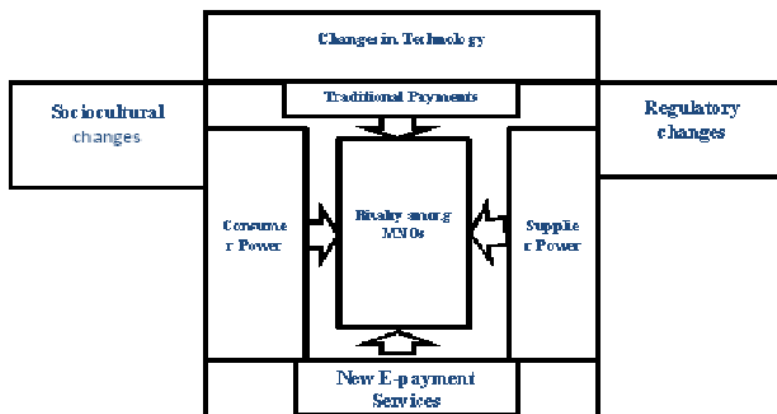 Changes in Technology
Traditional Payments
Sociocultural
changes
Regulatory
changes
Consume
r Power
Rivalry among
MNOs
Supplie
r Power
New E-payment
Services